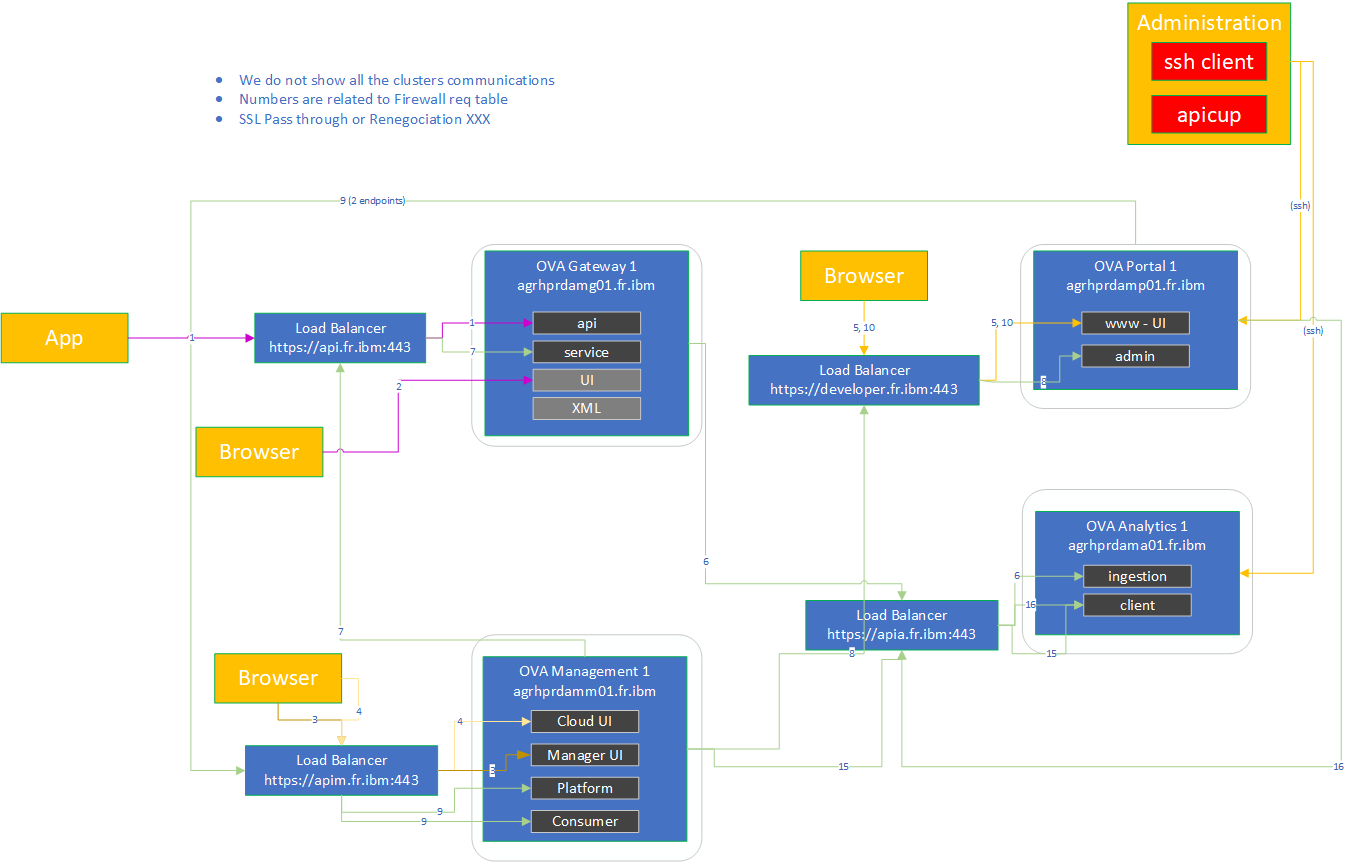 Administration
ssh client
apicup
We do not show all the clusters communications
Numbers are related to Firewall req table
SSL Pass through or Renegociation XXX
9 (2 endpoints)
(ssh)
(ssh)
OVA Gateway 1
agrhprdamg01.fr.ibm
api
service
UI
XML
App
1
Load Balancer
https://api.fr.ibm:443
1
7
2
Browser
Browser
5, 10
5, 10
Load Balancer
https://developer.fr.ibm:443
8
OVA Portal 1
agrhprdamp01.fr.ibm
www - UI
admin
6
OVA Analytics 1
agrhprdama01.fr.ibm
ingestion
client
6
16
15
Load Balancer
https://apia.fr.ibm:443
8
7
Browser
3
4
Load Balancer
https://apim.fr.ibm:443
4
3
9
9
OVA Management 1
agrhprdamm01.fr.ibm
Cloud UI
Manager UI
Platform
Consumer
15
16